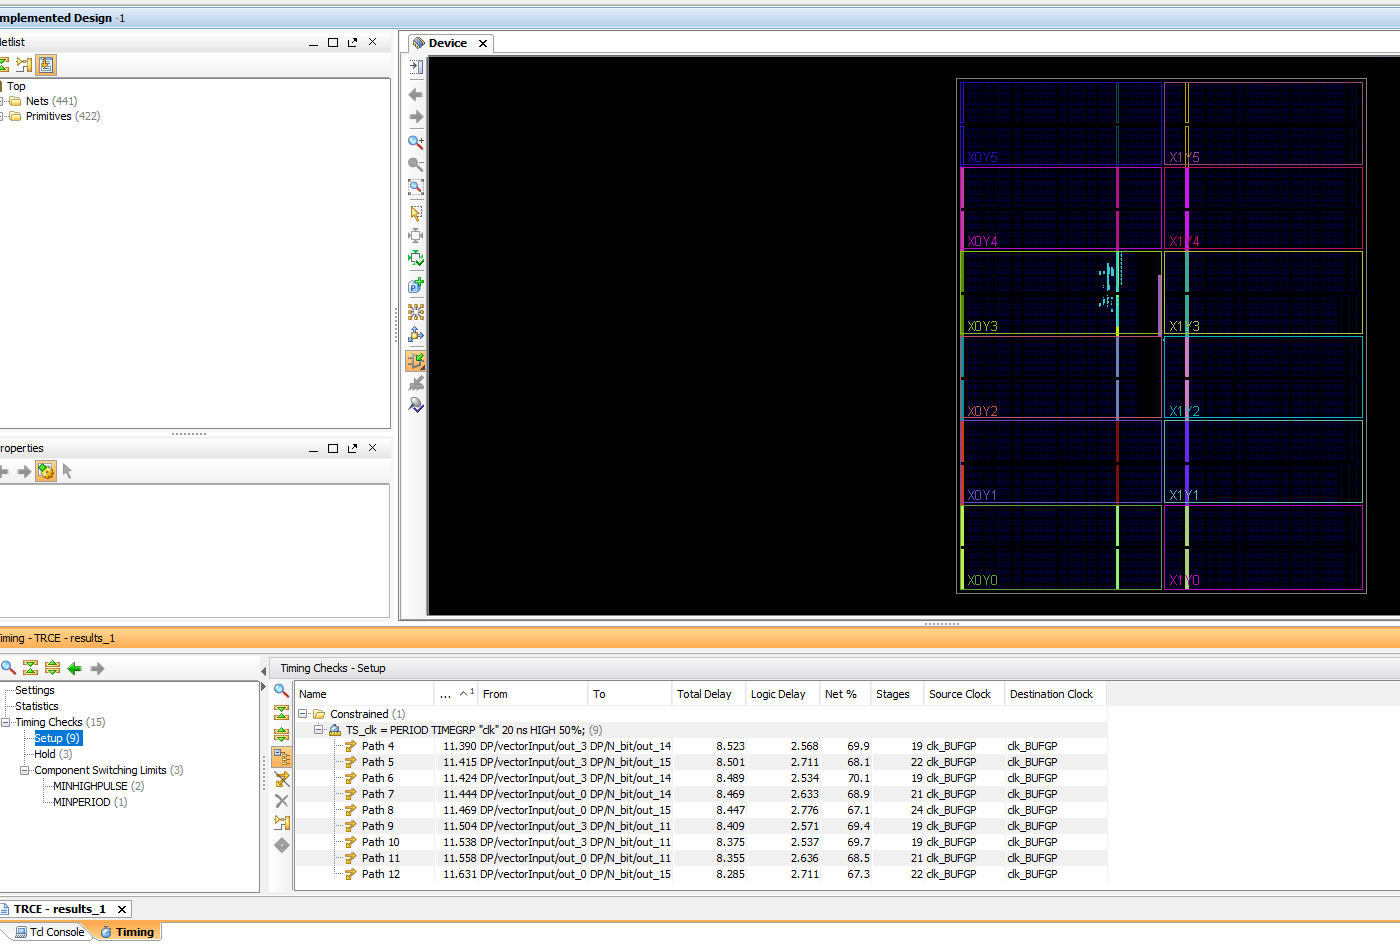 mplemented Design -1
etlist
Top
Nets (441)
Primitives (422)
Device
X0Y5
X1Y5
X0Y4
X1Y4
X0Y3
X1Y3
X0Y2
X1Y2
X0Y1
X1Y1
X0Y0
X1Y0
roperties
iming - TRCE - results_1
Settings
Statistics
Timing Checks (15)
Setup (9)
Hold (3)
Component Switching Limits (3)
MINHIGHPULSE (2)
MINPERIOD (1)
Timing Checks - Setup
Name ... 1 From To Total Delay Logic Delay Net % Stages Source Clock Destination Clock
Constrained (1)
TS_clk = PERIOD TIMEGRP "clk" 20 ns HIGH 50%; (9)
Path 4 11.390 DP/vectorInput/out_3 DP/N_bit/out_14 8.523 2.568 69.9 19 clk_BUFGP clk_BUFGP
Path 5 11.415 DP/vectorInput/out_3 DP/N_bit/out_15 8.501 2.711 68.1 22 clk_BUFGP clk_BUFGP
Path 6 11.424 DP/vectorInput/out_3 DP/N_bit/out_14 8.489 2.534 70.1 19 clk_BUFGP clk_BUFGP
Path 7 11.444 DP/vectorInput/out_0 DP/N_bit/out_14 8.469 2.633 68.9 21 clk_BUFGP clk_BUFGP
Path 8 11.469 DP/vectorInput/out_0 DP/N_bit/out_15 8.447 2.776 67.1 24 clk_BUFGP clk_BUFGP
Path 9 11.504 DP/vectorInput/out_3 DP/N_bit/out_11 8.409 2.571 69.4 19 clk_BUFGP clk_BUFGP
Path 10 11.538 DP/vectorInput/out_3 DP/N_bit/out_11 8.375 2.537 69.7 19 clk_BUFGP clk_BUFGP
Path 11 11.558 DP/vectorInput/out_0 DP/N_bit/out_11 8.355 2.636 68.5 21 clk_BUFGP clk_BUFGP
Path 12 11.631 DP/vectorInput/out_0 DP/N_bit/out_15 8.285 2.711 67.3 22 clk_BUFGP clk_BUFGP
TRCE - results_1
Tcl Console
Timing